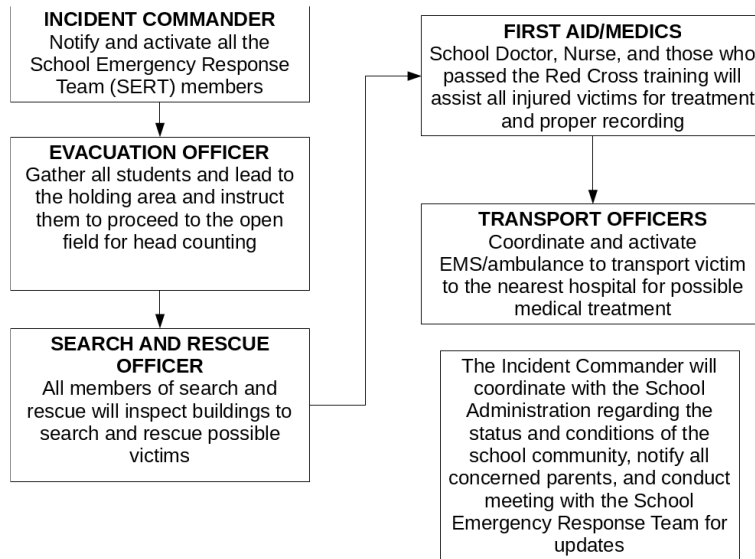 INCIDENT COMMANDER
Notify and activate all the
School Emergency Response
Team (SERT) members
EVACUATION OFFICER
Gather all students and lead to
the holding area and instruct
them to proceed to the open
field for head counting
SEARCH AND RESCUE
OFFICER
All members of search and
rescue will inspect buildings to
search and rescue possible
victims
FIRST AID/MEDICS
School Doctor, Nurse, and those who
passed the Red Cross training will
assist all injured victims for treatment
and proper recording
TRANSPORT OFFICERS
Coordinate and activate
EMS/ambulance to transport victim
to the nearest hospital for possible
medical treatment
The Incident Commander will
coordinate with the School
Administration regarding the
status and conditions of the
school community, notify all
concerned parents, and conduct
meeting with the School
Emergency Response Team for
updates